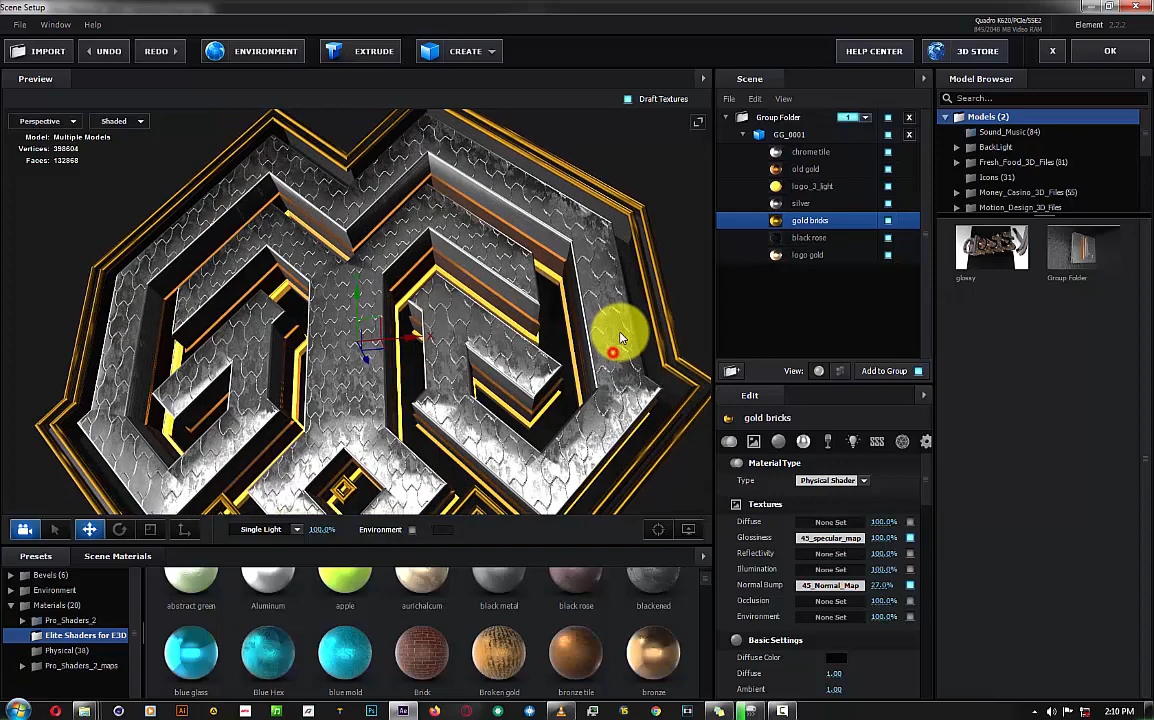 Scene Setup
File Window Help
Quadro K620/PCIe/SSE2
845/2048 MB Video RAM
Element 2.2.2
IMPORT UNDO REDO ENVIRONMENT EXTRUDE CREATE HELP CENTER 3D STORE X OK
Preview Scene Model Browser
Draft Textures File Edit View Search...
Perspective Shaded
Model: Multiple Models
Vertices: 398604
Faces: 132868
Group Folder 1 X
GG_0001 X
chrome tile
old gold
logo_3_light
silver
gold bricks
black rose
logo gold
Models (2)
Sound_Music(84)
BackLight
Fresh_Food_3D_Files (81)
Icons (31)
Money_Casino_3D_Files (55)
Motion_Design_3D_Files
glossy Group Folder
View: Add to Group
Edit
gold bricks
Material Type
Type Physical Shader
Textures
Diffuse None Set 100.0%
Glossiness 45_specular_map 100.0%
Reflectivity None Set 100.0%
Illumination None Set 100.0%
Normal Bump 45_Normal_Map 27.0%
Occlusion None Set 100.0%
Environment None Set 100.0%
Basic Settings
Diffuse Color
Diffuse 1.00
Ambient 1.00
Single Light 100.0% Environment
Presets Scene Materials
Bevels (6)
Environment
Materials (20)
Pro_Shaders_2
Elite Shaders for E3D
Physical (38)
Pro_Shaders_2_maps
abstract green Aluminum apple aurichalcum black metal black rose blackened
blue glass Blue Hex blue mold Brick Broken gold bronze tile bronze
2:10 PM